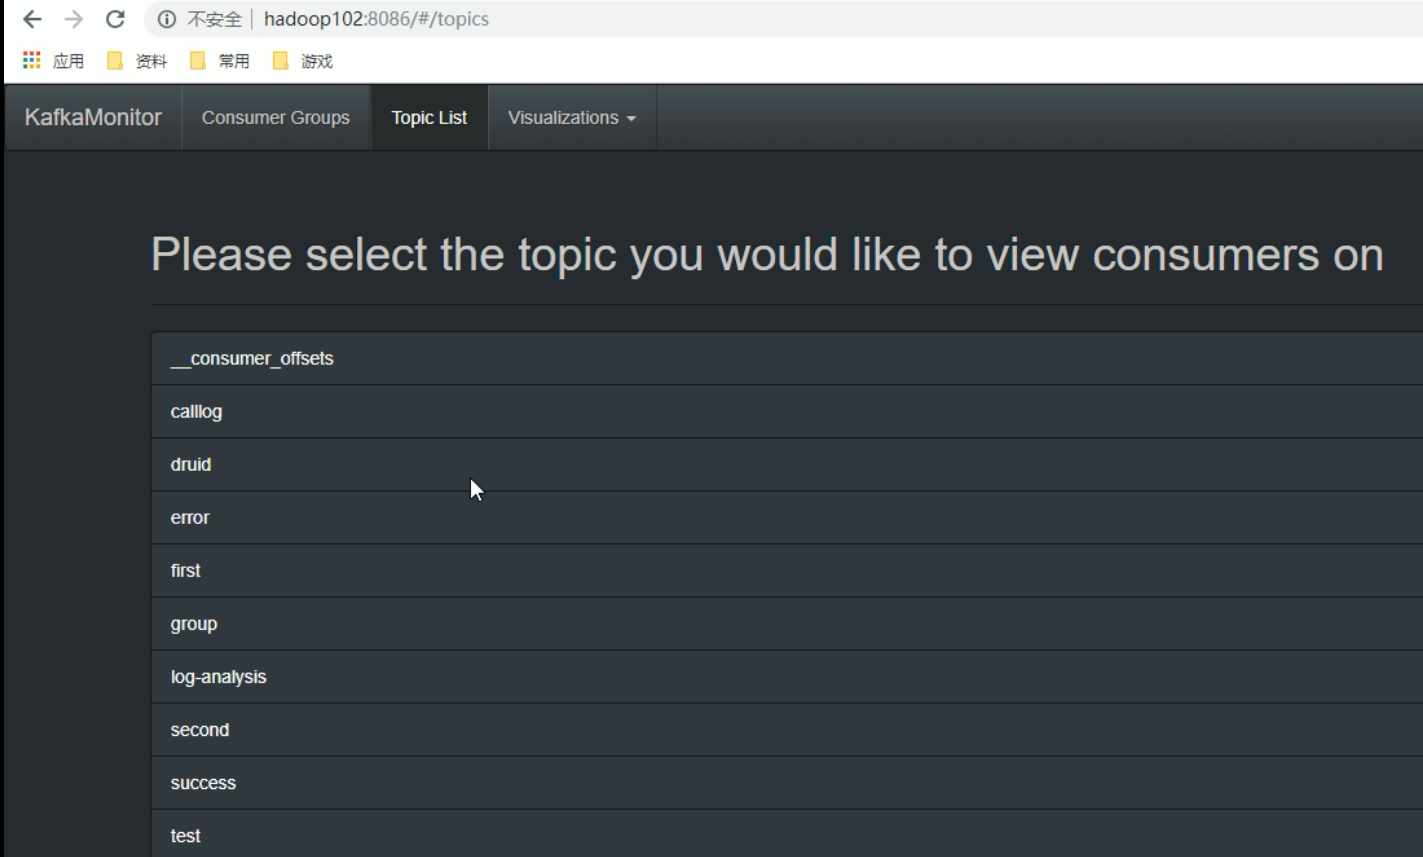 不安全 hadoop102:8086/#/topics
应用 资料 常用 游戏
KafkaMonitor Consumer Groups Topic List Visualizations
Please select the topic you would like to view consumers on
__consumer_offsets
calllog
druid
error
first
group
log-analysis
second
success
test